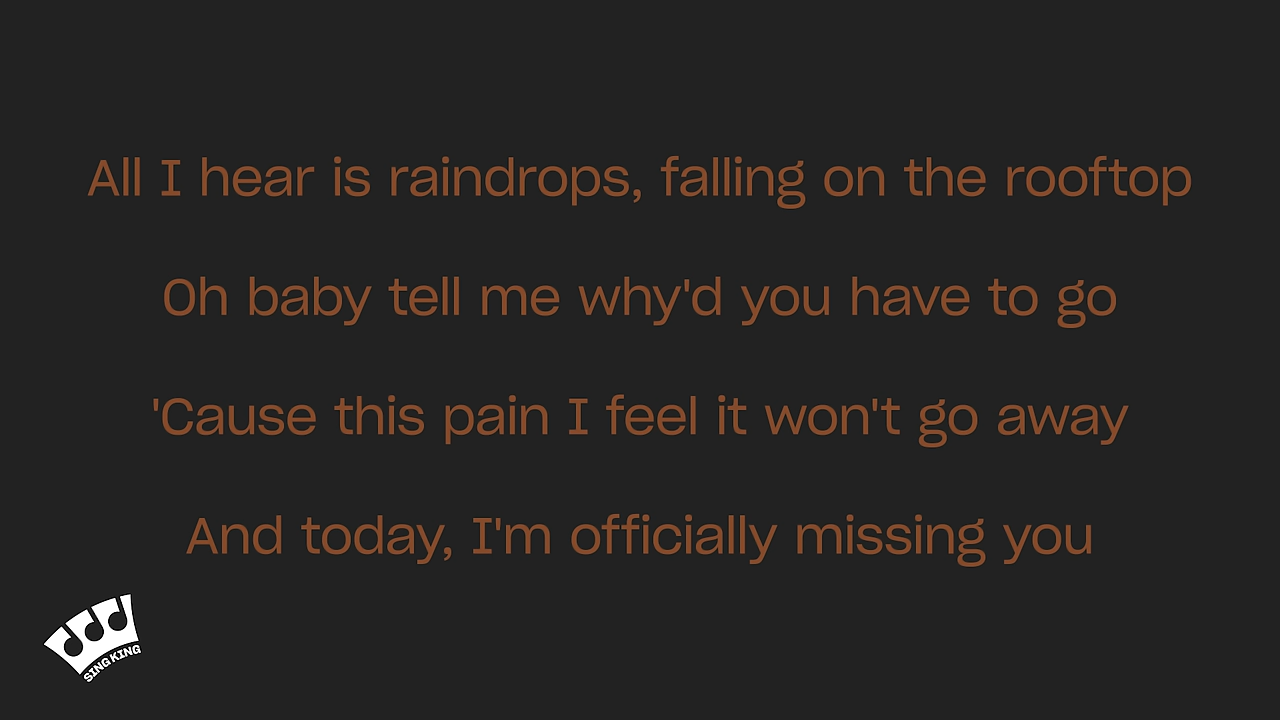 All I hear is raindrops, falling on the rooftop
Oh baby tell me why'd you have to go
'Cause this pain I feel it won't go away
And today, I'm officially missing you
SING KING